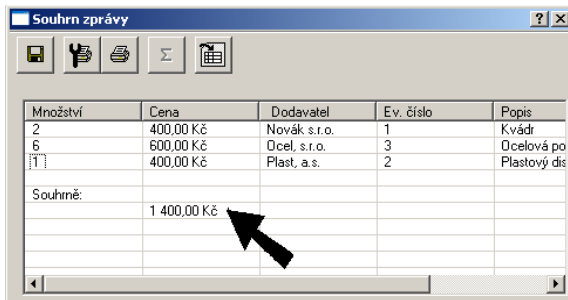 Souhrn zprávy
Σ
Množství Cena Dodavatel Ev. číslo Popis
2 400,00 Kč Novák s.r.o. 1 Kvádr
6 600,00 Kč Ocel, s.r.o. 3 Ocelová po
1 400,00 Kč Plast, a.s. 2 Plastový dis
Souhrně:
1 400,00 Kč